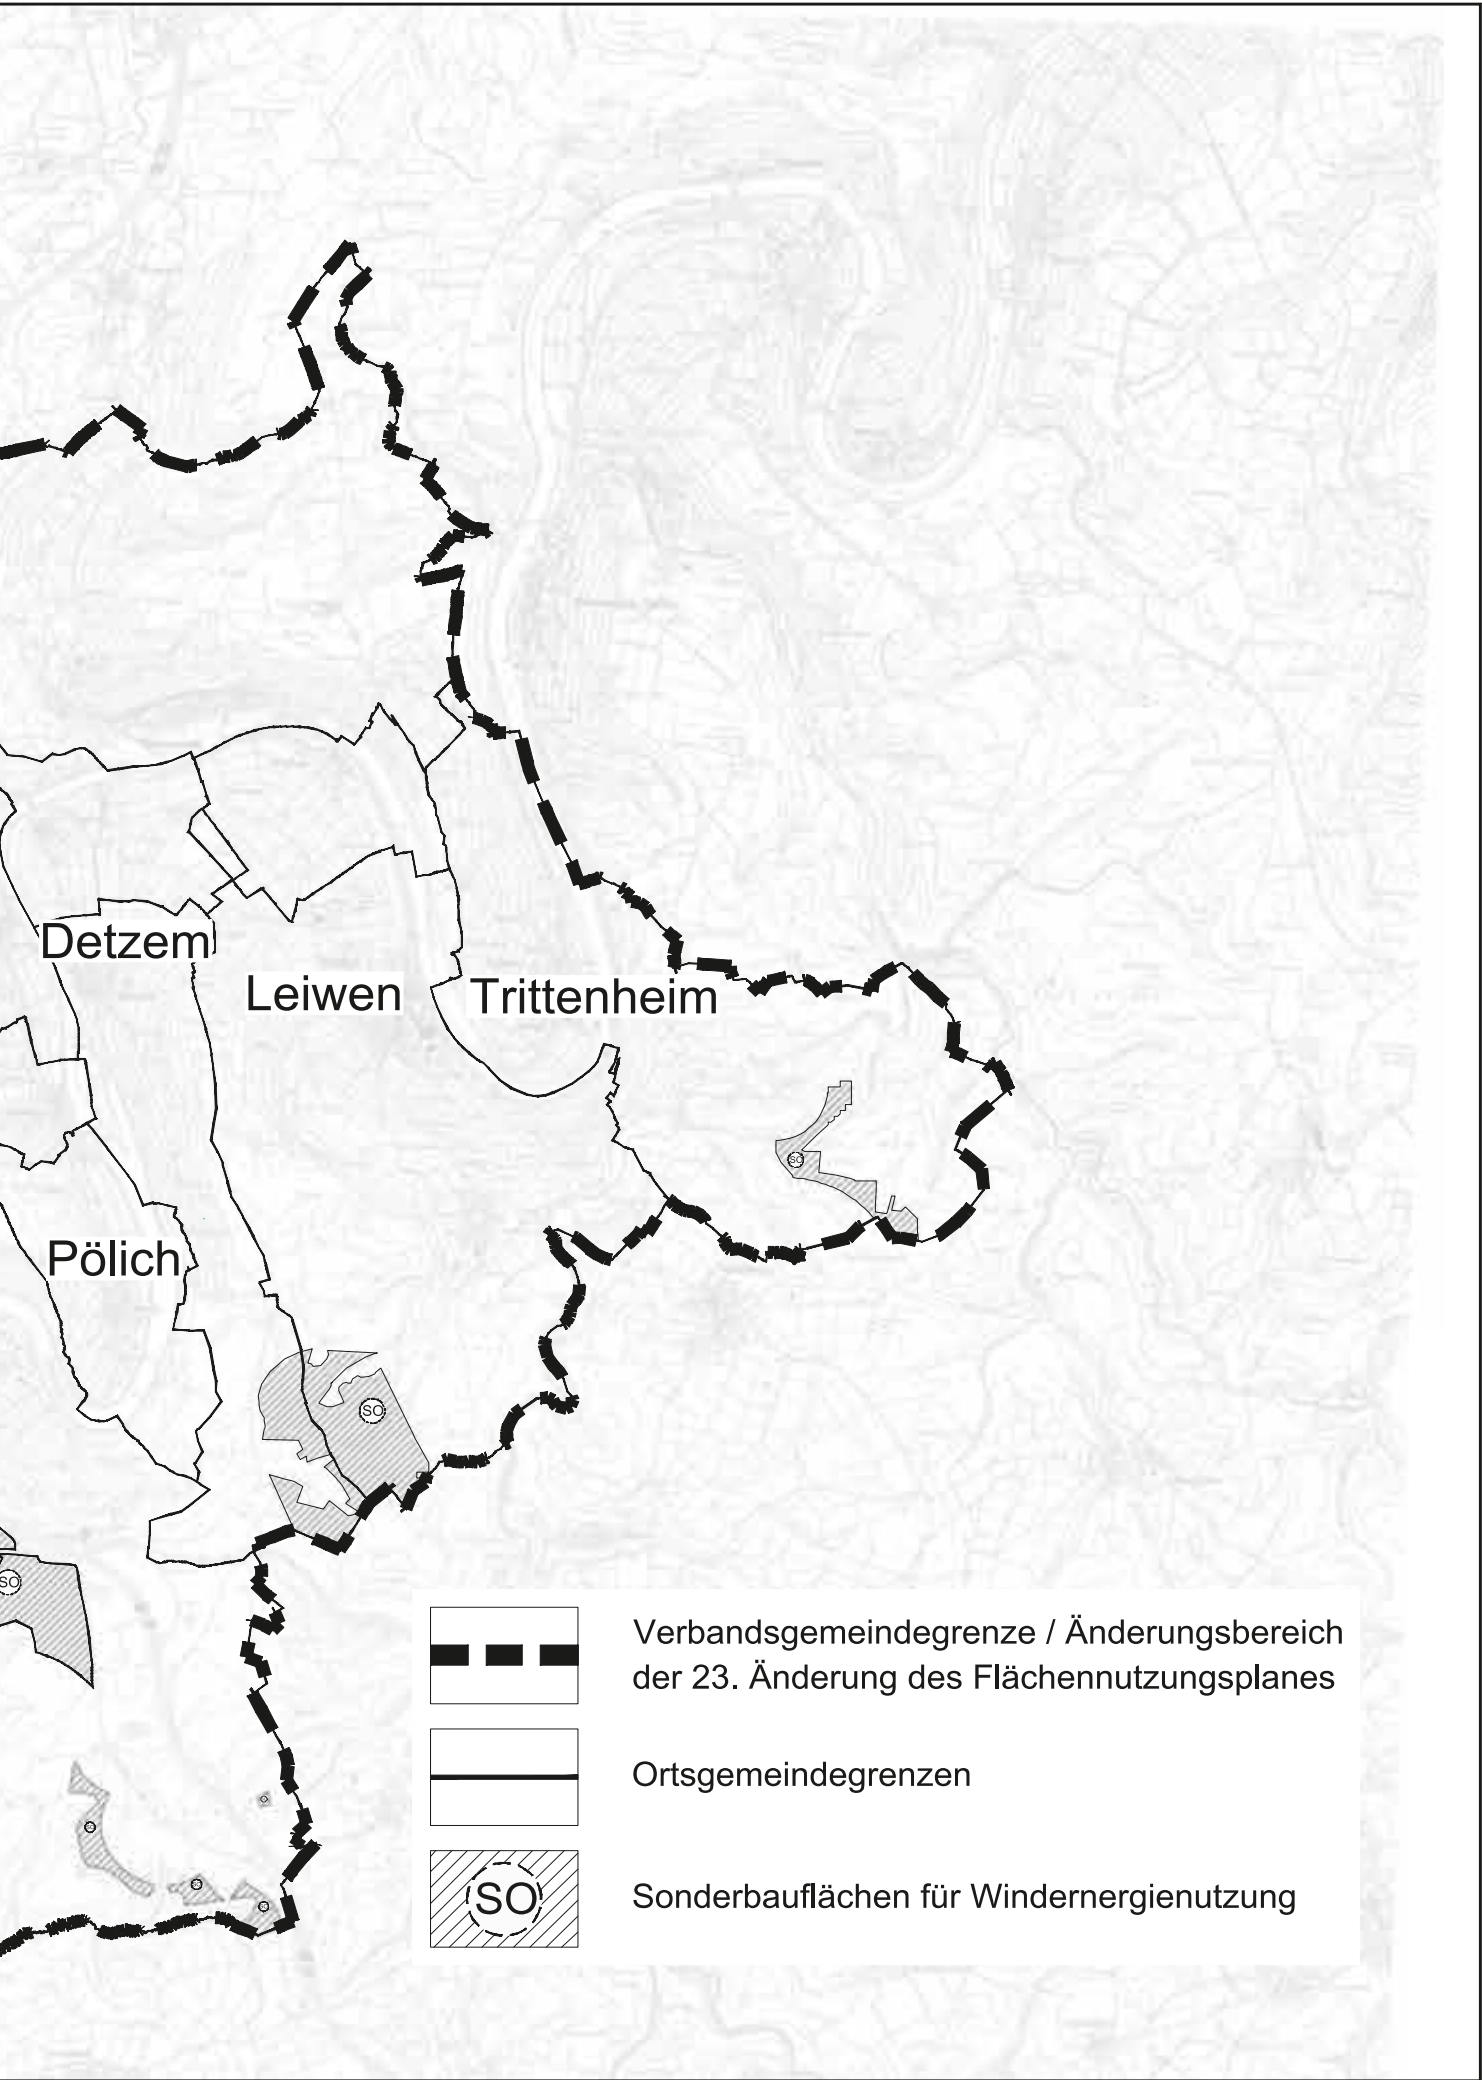 Detzem
Leiwen
Trittenheim
SO
Pölich
SO
SO
Verbandsgemeindegrenze / Änderungsbereich
der 23. Änderung des Flächennutzungsplanes
Ortsgemeindegrenzen
SO
Sonderbauflächen für Windernergienutzung